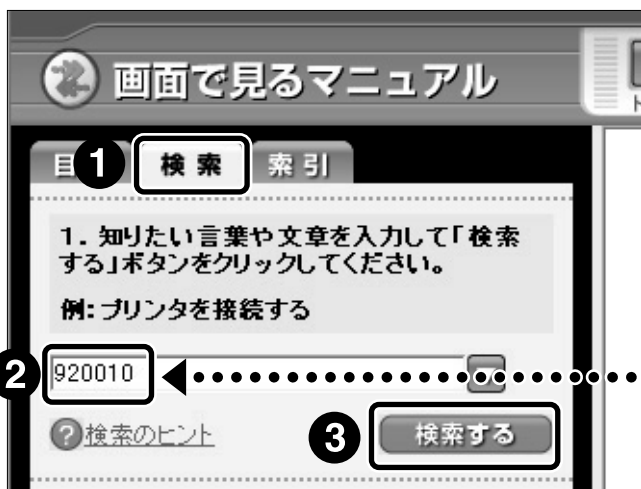 画面で見るマニュアル
目
1
検索
索引
1. 知りたい言葉や文章を入力して「検索
する」ボタンをクリックしてください。
例: プリンタを接続する
2
920010
?検索のヒント
3
検索する